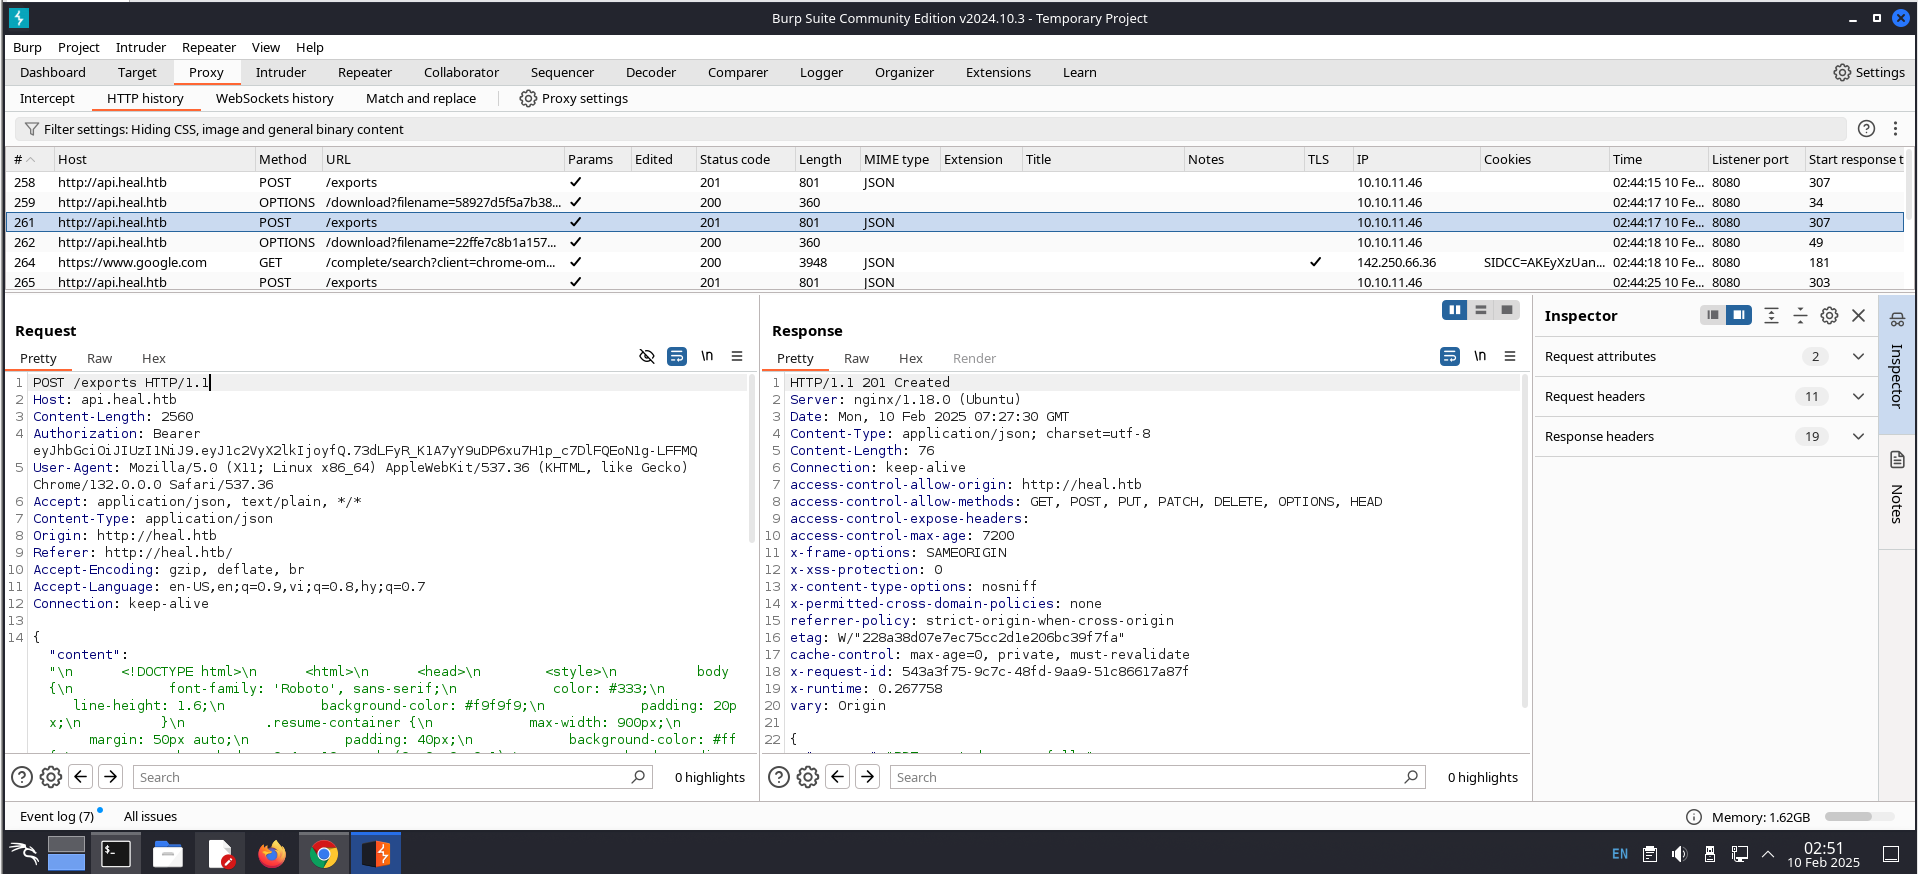 Burp Suite Community Edition v2024.10.3 - Temporary Project
Burp Project Intruder Repeater View Help
Dashboard Target Proxy Intruder Repeater Collaborator Sequencer Decoder Comparer Logger Organizer Extensions Learn Settings
Intercept HTTP history WebSockets history Match and replace Proxy settings
Filter settings: Hiding CSS, image and general binary content
# Host Method URL Params Edited Status code Length MIME type Extension Title Notes TLS IP Cookies Time Listener port Start response t
258 http://api.heal.htb POST /exports ✓ 201 801 JSON 10.10.11.46 02:44:15 10 Fe... 8080 307
259 http://api.heal.htb OPTIONS /download?filename=58927d5f5a7b38... ✓ 200 360 10.10.11.46 02:44:17 10 Fe... 8080 34
261 http://api.heal.htb POST /exports ✓ 201 801 JSON 10.10.11.46 02:44:17 10 Fe... 8080 307
262 http://api.heal.htb OPTIONS /download?filename=22ffe7c8b1a157... ✓ 200 360 10.10.11.46 02:44:18 10 Fe... 8080 49
264 https://www.google.com GET /complete/search?client=chrome-om... ✓ 200 3948 JSON ✓ 142.250.66.36 SIDCC=AKEyXzUan... 02:44:18 10 Fe... 8080 181
265 http://api.heal.htb POST /exports ✓ 201 801 JSON 10.10.11.46 02:44:25 10 Fe... 8080 303
Request
Pretty Raw Hex \n
1 POST /exports HTTP/1.1
2 Host: api.heal.htb
3 Content-Length: 2560
4 Authorization: Bearer
eyJhbGciOiJIUzI1NiJ9.eyJ1c2VyX2lkIjoyfQ.73dLFyR_K1A7yY9uDP6xu7H1p_c7DlFQEoN1g-LFFMQ
5 User-Agent: Mozilla/5.0 (X11; Linux x86_64) AppleWebKit/537.36 (KHTML, like Gecko)
Chrome/132.0.0.0 Safari/537.36
6 Accept: application/json, text/plain, */*
7 Content-Type: application/json
8 Origin: http://heal.htb
9 Referer: http://heal.htb/
10 Accept-Encoding: gzip, deflate, br
11 Accept-Language: en-US,en;q=0.9,vi;q=0.8,hy;q=0.7
12 Connection: keep-alive
13
14 {
"content":
"\n <!DOCTYPE html>\n <html>\n <head>\n <style>\n body
{\n font-family: 'Roboto', sans-serif;\n color: #333;\n
line-height: 1.6;\n background-color: #f9f9f9;\n padding: 20p
x;\n }\n .resume-container {\n max-width: 900px;\n
margin: 50px auto;\n padding: 40px;\n background-color: #ff
Search 0 highlights
Response
Pretty Raw Hex Render \n
1 HTTP/1.1 201 Created
2 Server: nginx/1.18.0 (Ubuntu)
3 Date: Mon, 10 Feb 2025 07:27:30 GMT
4 Content-Type: application/json; charset=utf-8
5 Content-Length: 76
6 Connection: keep-alive
7 access-control-allow-origin: http://heal.htb
8 access-control-allow-methods: GET, POST, PUT, PATCH, DELETE, OPTIONS, HEAD
9 access-control-expose-headers:
10 access-control-max-age: 7200
11 x-frame-options: SAMEORIGIN
12 x-xss-protection: 0
13 x-content-type-options: nosniff
14 x-permitted-cross-domain-policies: none
15 referrer-policy: strict-origin-when-cross-origin
16 etag: W/"228a38d07e7ec75cc2d1e206bc39f7fa"
17 cache-control: max-age=0, private, must-revalidate
18 x-request-id: 543a3f75-9c7c-48fd-9aa9-51c86617a87f
19 x-runtime: 0.267758
20 vary: Origin
21
22 {
Search 0 highlights
Inspector
Request attributes 2
Request headers 11
Response headers 19
Inspector
Notes
Event log (7) All issues Memory: 1.62GB
EN 02:51
10 Feb 2025